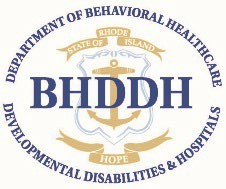 DEPARTMENT OF BEHAVIORAL HEALTHCARE
RHODE
STATE OF ISLAND
BHDDH
HOPE
DEVELOPMENTAL DISABILITIES & HOSPITALS